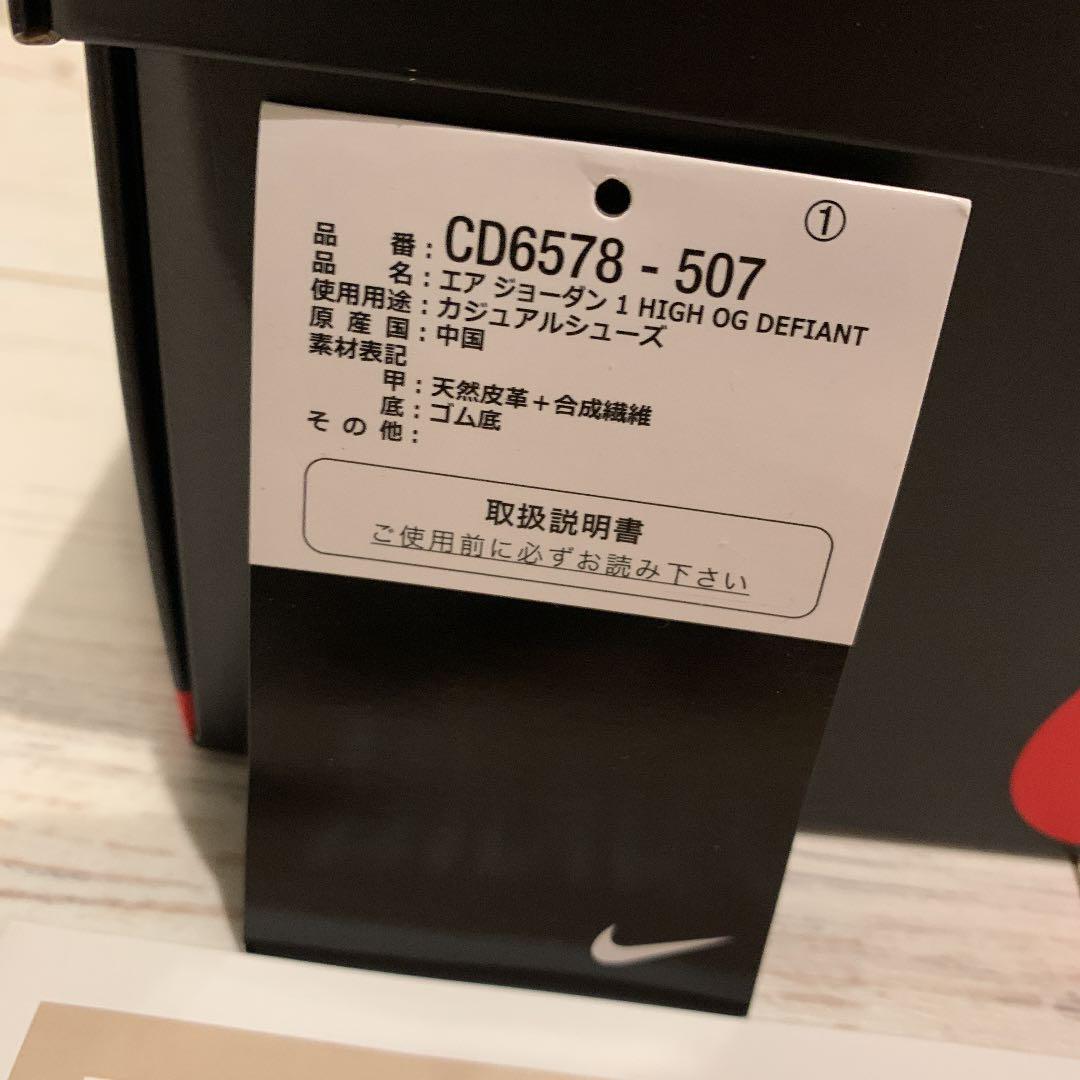 ①
品番：CD6578 - 507
品名：エア ジョーダン 1 HIGH OG DEFIANT
使用用途：カジュアルシューズ
原産国：中国
素材表記
甲：天然皮革＋合成繊維
底：ゴム底
その他：
取扱説明書
ご使用前に必ずお読み下さい